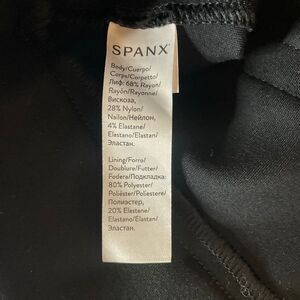 SPANX®
Body/Cuerpo/
Corps/Corpetto/
Лиф: 68% Rayon/
Rayón/Rayonne/
Вискоза,
28% Nylon/
Nailon/Нейлон,
4% Elastane/
Elastano/Elastan/
Эластан.
Lining/Forro/
Doublure/Futter/
Fodera/Подкладка:
80% Polyester/
Poliéster/Poliestere/
Полиэстер,
20% Elastene/
Elastano/Elastan/
Эластан.